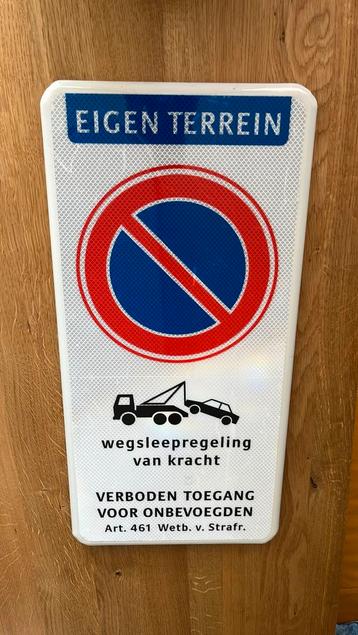 EIGEN TERREIN
wegsleepregeling
van kracht
VERBODEN TOEGANG
VOOR ONBEVOEGDEN
Art. 461 Wetb. v. Strafr.